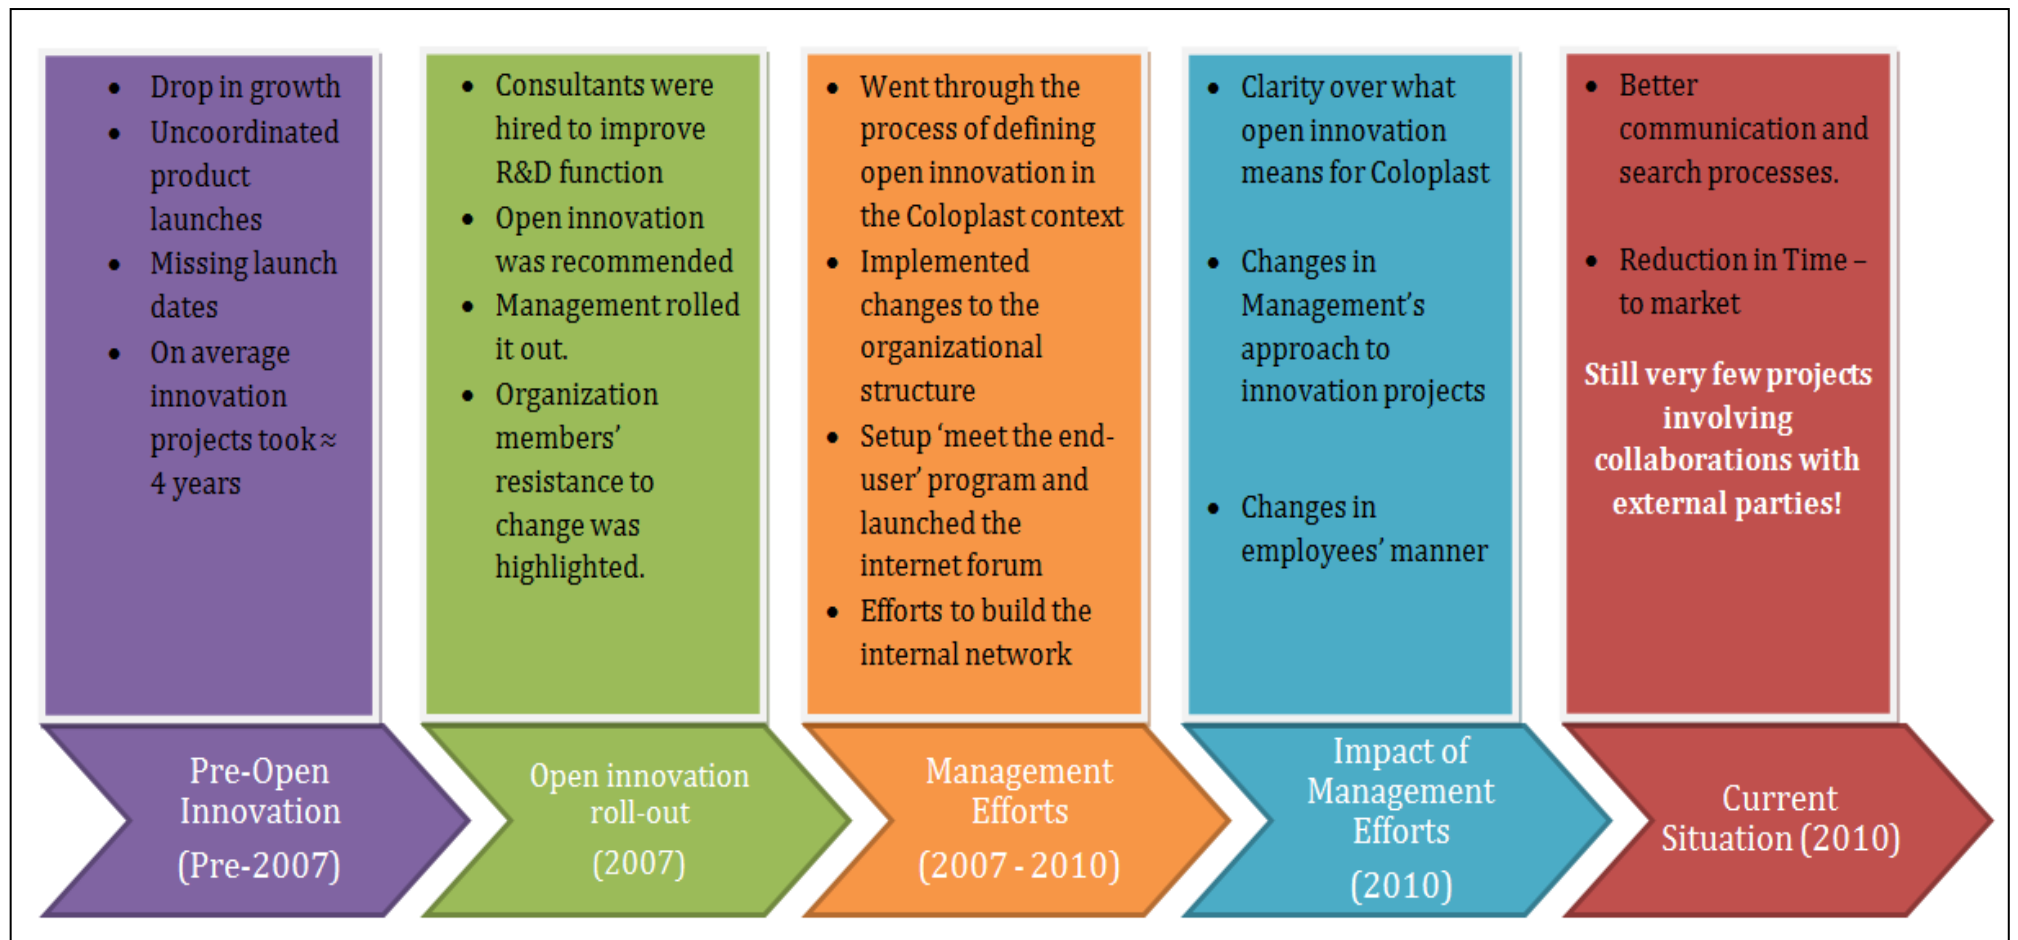 • Drop in growth
• Uncoordinated
product
launches
• Missing launch
dates
• On average
innovation
projects took ≈
4 years
Pre-Open
Innovation
(Pre-2007)
• Consultants were
hired to improve
R&D function
• Open innovation
was recommended
• Management rolled
it out.
• Organization
members’
resistance to
change was
highlighted.
Open innovation
roll-out
(2007)
• Went through the
process of defining
open innovation in
the Coloplast context
• Implemented
changes to the
organizational
structure
• Setup ‘meet the end-
user’ program and
launched the
internet forum
• Efforts to build the
internal network
Management
Efforts
(2007 - 2010)
• Clarity over what
open innovation
means for Coloplast
• Changes in
Management’s
approach to
innovation projects
• Changes in
employees’ manner
Impact of
Management
Efforts
(2010)
• Better
communication and
search processes.
• Reduction in Time –
to market
Still very few projects
involving
collaborations with
external parties!
Current
Situation (2010)